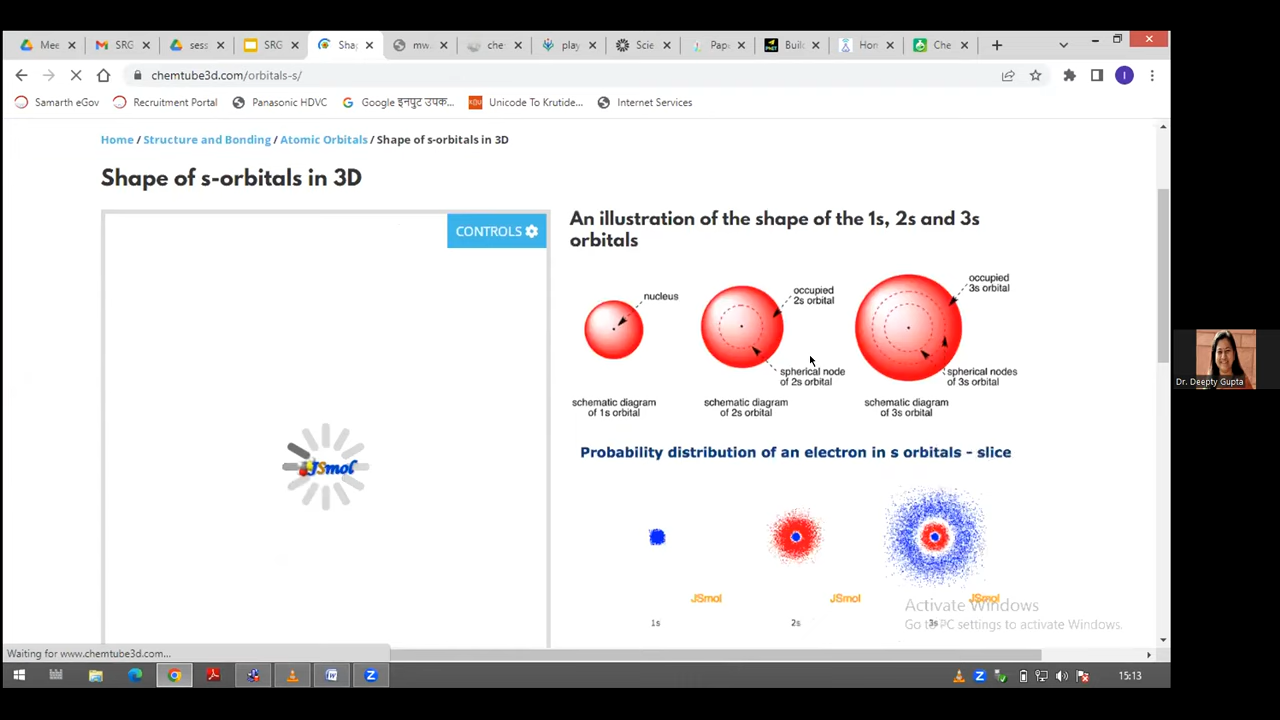 Mee
SRG
sess
SRG
Sha
mw
che
play
Scie
Pape
Build
Hon
Che
chemtube3d.com/orbitals-s/
I
Samarth eGov
Recruitment Portal
Panasonic HDVC
Google इनपुट उपक...
Unicode To Krutide...
Internet Services
Home / Structure and Bonding / Atomic Orbitals / Shape of s-orbitals in 3D
Shape of s-orbitals in 3D
CONTROLS
An illustration of the shape of the 1s, 2s and 3s
orbitals
nucleus
occupied
2s orbital
occupied
3s orbital
spherical node
of 2s orbital
spherical nodes
of 3s orbital
schematic diagram
of 1s orbital
schematic diagram
of 2s orbital
schematic diagram
of 3s orbital
Probability distribution of an electron in s orbitals - slice
JSmol
JSmol
JSmol
JSmol
1s
2s
3s
Activate Windows
Go to PC settings to activate Windows.
Waiting for www.chemtube3d.com...
15:13
Dr. Deepty Gupta